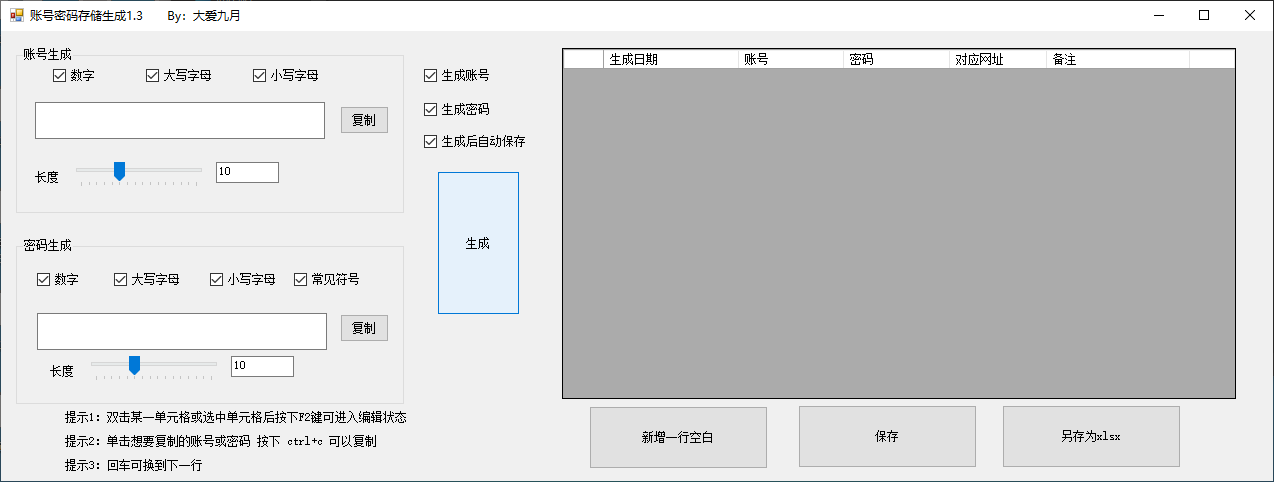 账号密码存储生成1.3 By: 大爱九月
账号生成
数字 大写字母 小写字母
复制
长度 10
密码生成
数字 大写字母 小写字母 常见符号
复制
长度 10
提示1: 双击某一单元格或选中单元格后按下F2键可进入编辑状态
提示2: 单击想要复制的账号或密码 按下 ctrl+c 可以复制
提示3: 回车可换到下一行
生成账号
生成密码
生成后自动保存
生成
生成日期 账号 密码 对应网址 备注
新增一行空白 保存 另存为xlsx